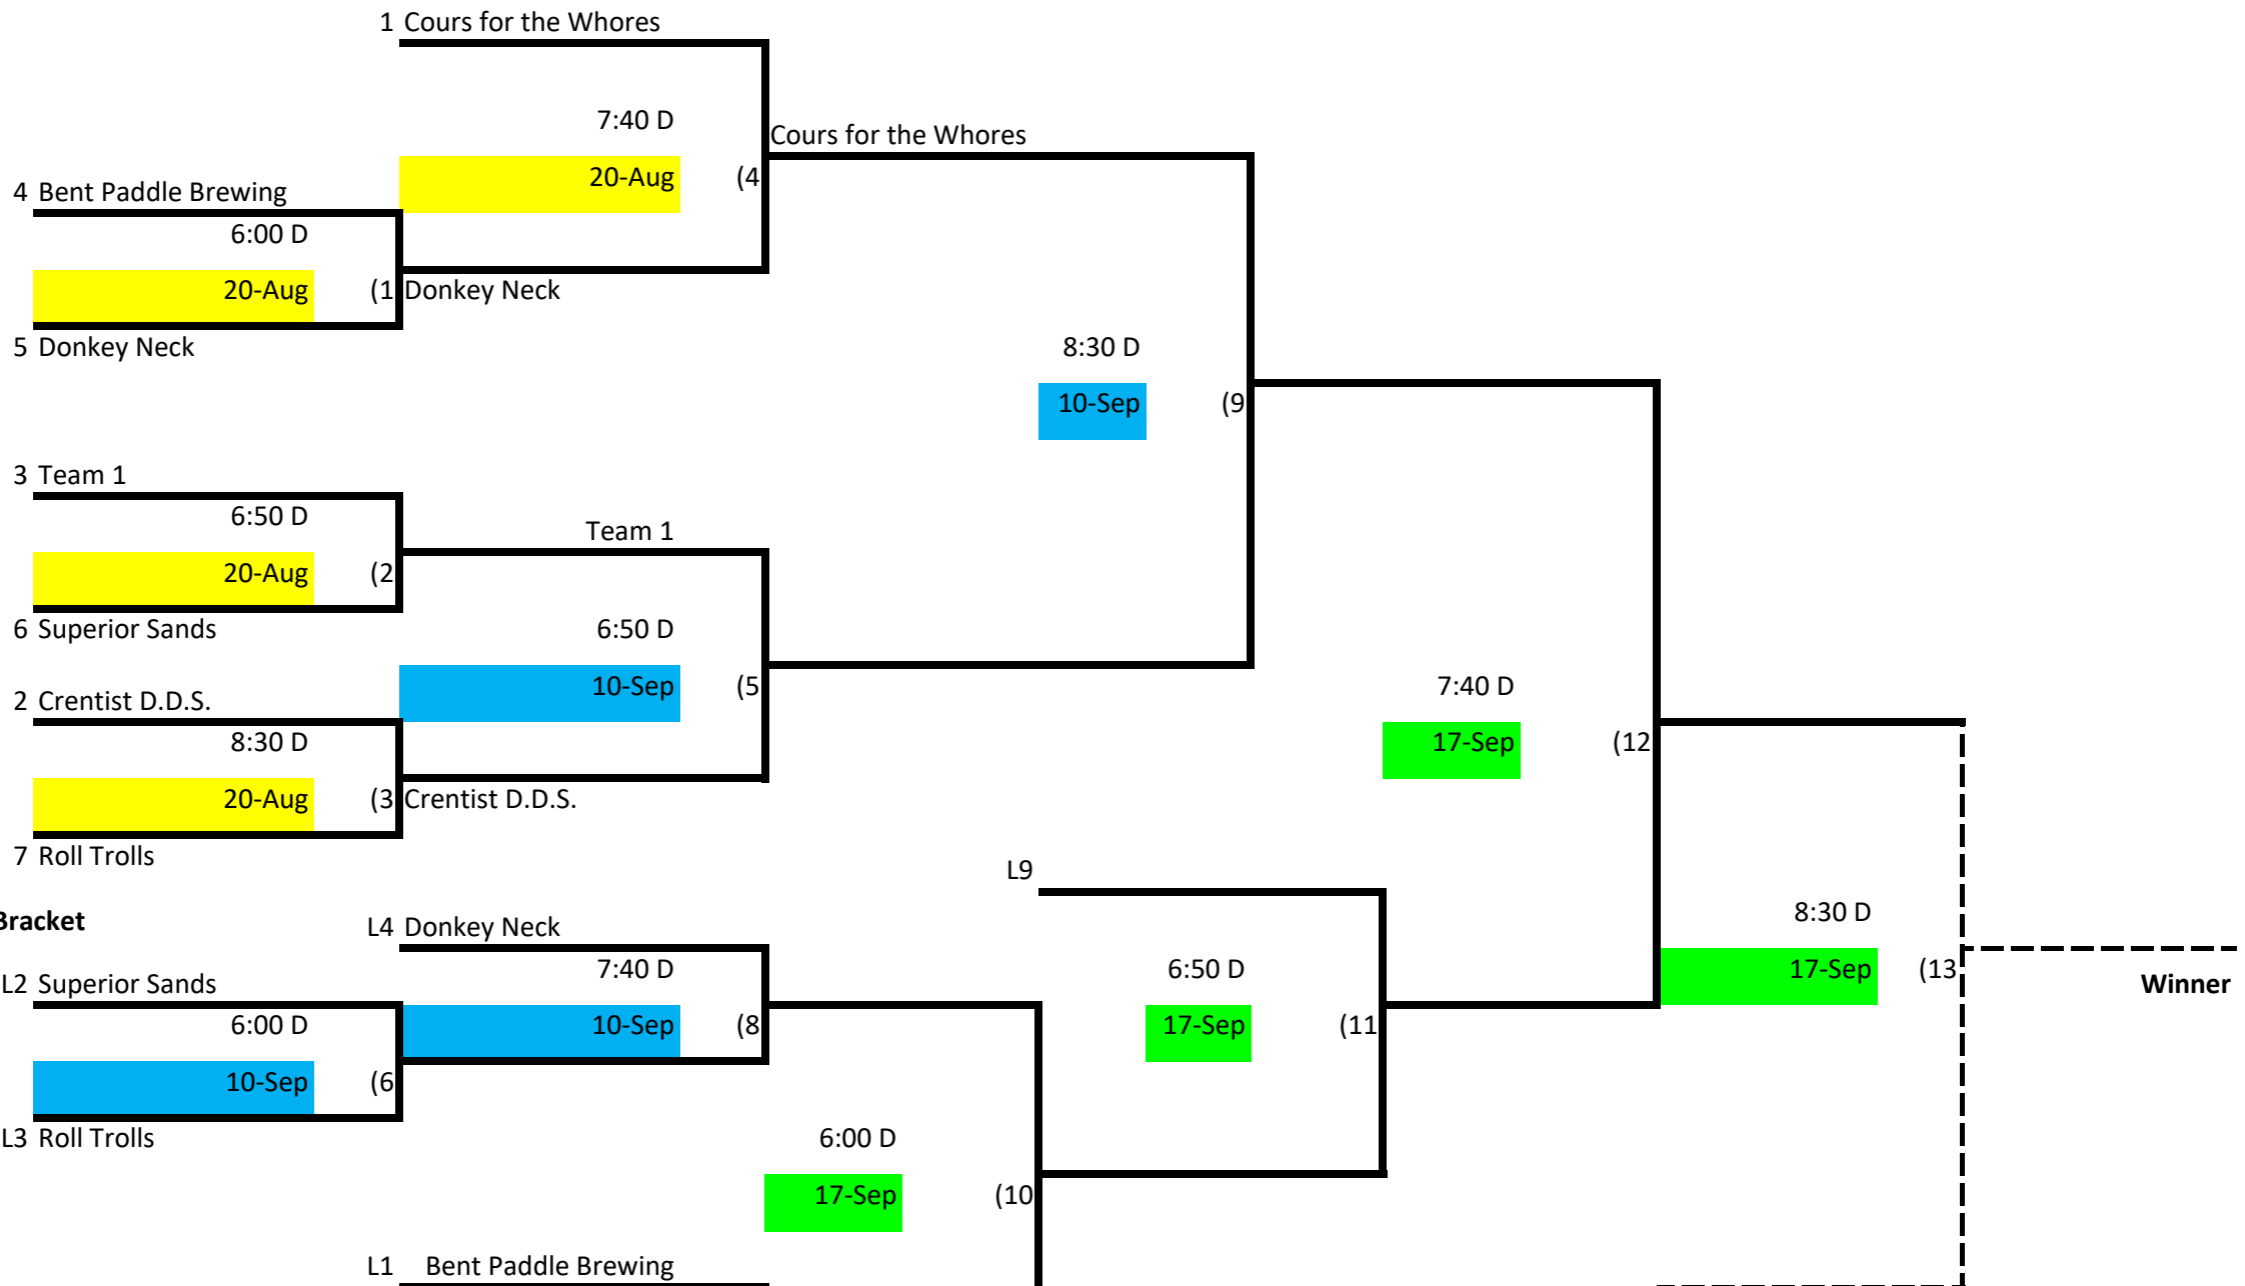 1 Cours for the Whores
7:40 D
Cours for the Whores
20-Aug (4
4 Bent Paddle Brewing
6:00 D
20-Aug (1 Donkey Neck
5 Donkey Neck
8:30 D
10-Sep (9
3 Team 1
6:50 D
Team 1
20-Aug (2
6 Superior Sands
6:50 D
10-Sep (5
7:40 D
2 Crentist D.D.S.
8:30 D
17-Sep (12
20-Aug (3 Crentist D.D.S.
7 Roll Trolls
L9
Bracket
L4 Donkey Neck
8:30 D
7:40 D
6:50 D
17-Sep (13
L2 Superior Sands
Winner
6:00 D
10-Sep (8
17-Sep (11
10-Sep (6
L3 Roll Trolls
6:00 D
17-Sep (10
L1 Bent Paddle Brewing